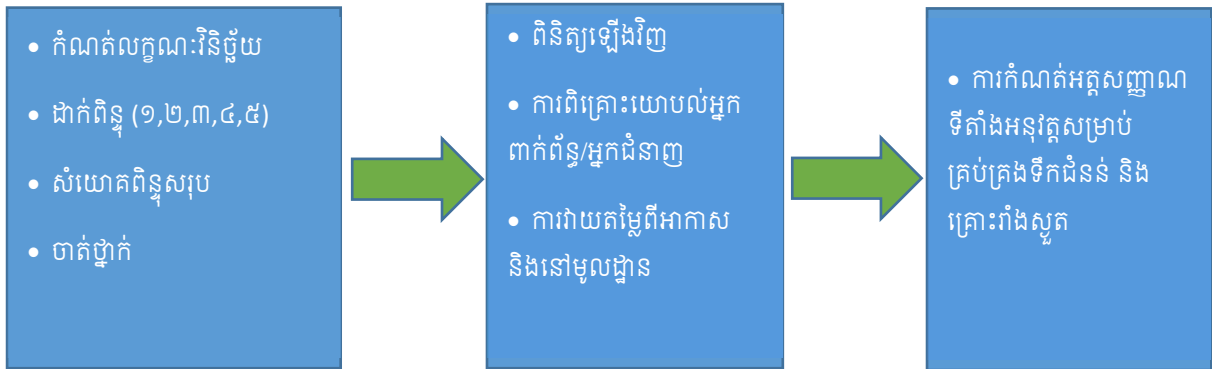 • កំណត់លក្ខណៈវិនិច្ឆ័យ
• ដាក់ពិន្ទុ (១,២,៣,៤,៥)
• សំយោគពិន្ទុសរុប
• ចាត់ថ្នាក់
• ពិនិត្យឡើងវិញ
• ការពិគ្រោះយោបល់អ្នក
ពាក់ព័ន្ធ/អ្នកជំនាញ
• ការវាយតម្លៃពីអាកាស
និងនៅមូលដ្ឋាន
• ការកំណត់អត្តសញ្ញាណ
ទីតាំងអនុវត្តសម្រាប់
គ្រប់គ្រងទឹកជំនន់ និង
គ្រោះរាំងស្ងួត